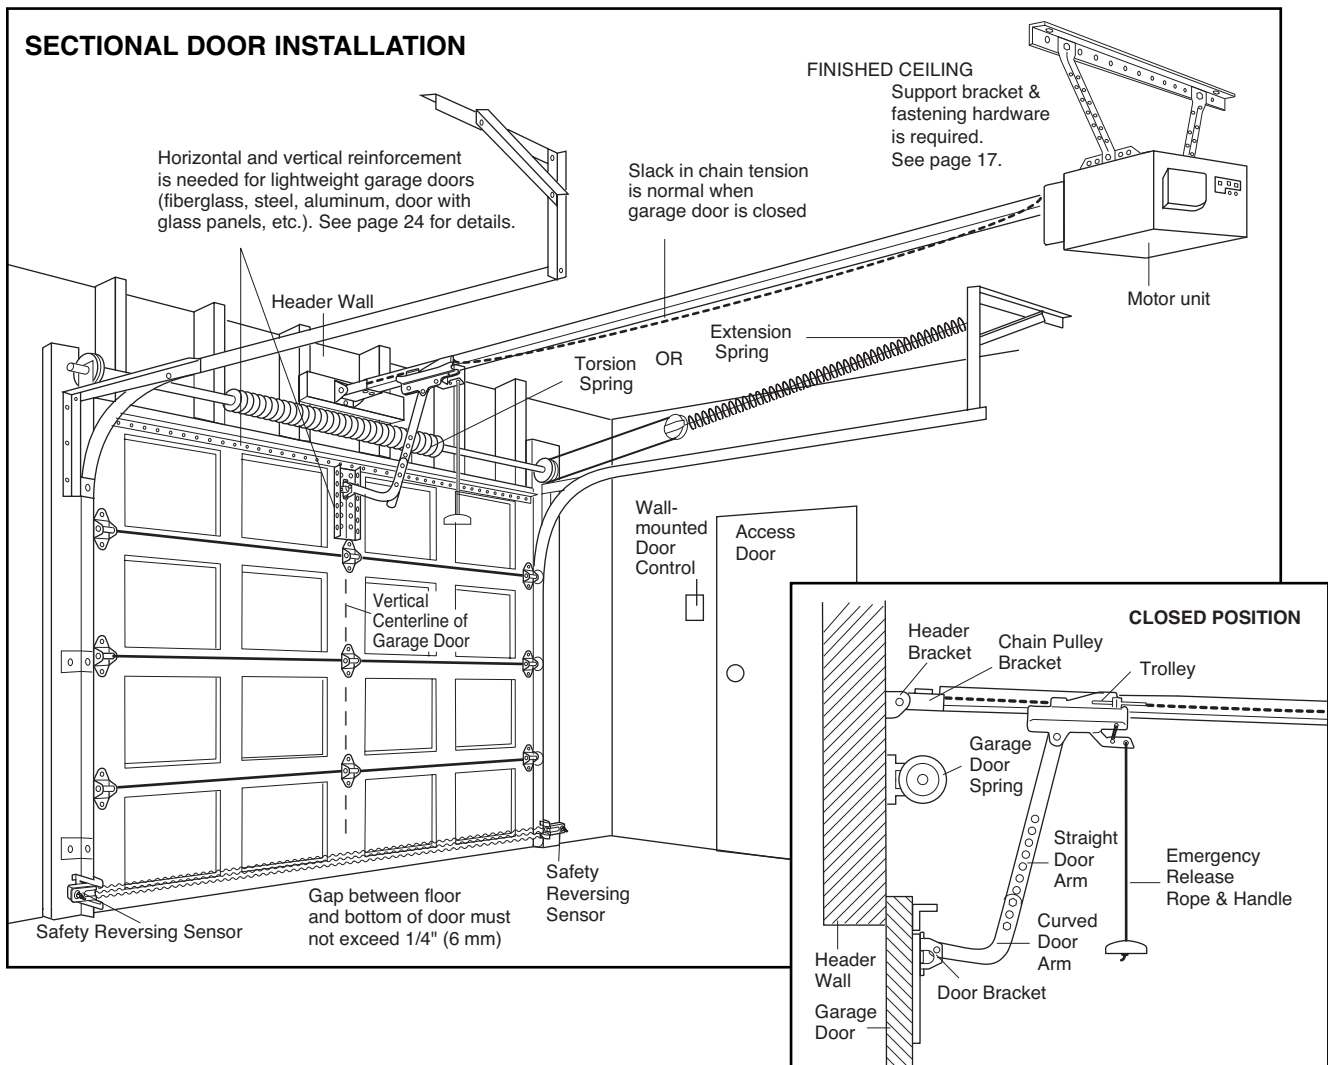 SECTIONAL DOOR INSTALLATION
FINISHED CEILING
Support bracket &
fastening hardware
is required.
See page 17.
Horizontal and vertical reinforcement
is needed for lightweight garage doors
(fiberglass, steel, aluminum, door with
glass panels, etc.). See page 24 for details.
Slack in chain tension
is normal when
garage door is closed
Motor unit
Header Wall
Torsion
Spring
OR
Extension
Spring
Wall-
mounted
Door
Control
Access
Door
Vertical
Centerline of
Garage Door
Safety Reversing Sensor
Gap between floor
and bottom of door must
not exceed 1/4" (6 mm)
Safety
Reversing
Sensor
CLOSED POSITION
Header
Bracket
Chain Pulley
Bracket
Trolley
Garage
Door
Spring
Straight
Door
Arm
Emergency
Release
Rope & Handle
Curved
Door
Arm
Header
Wall
Door Bracket
Garage
Door